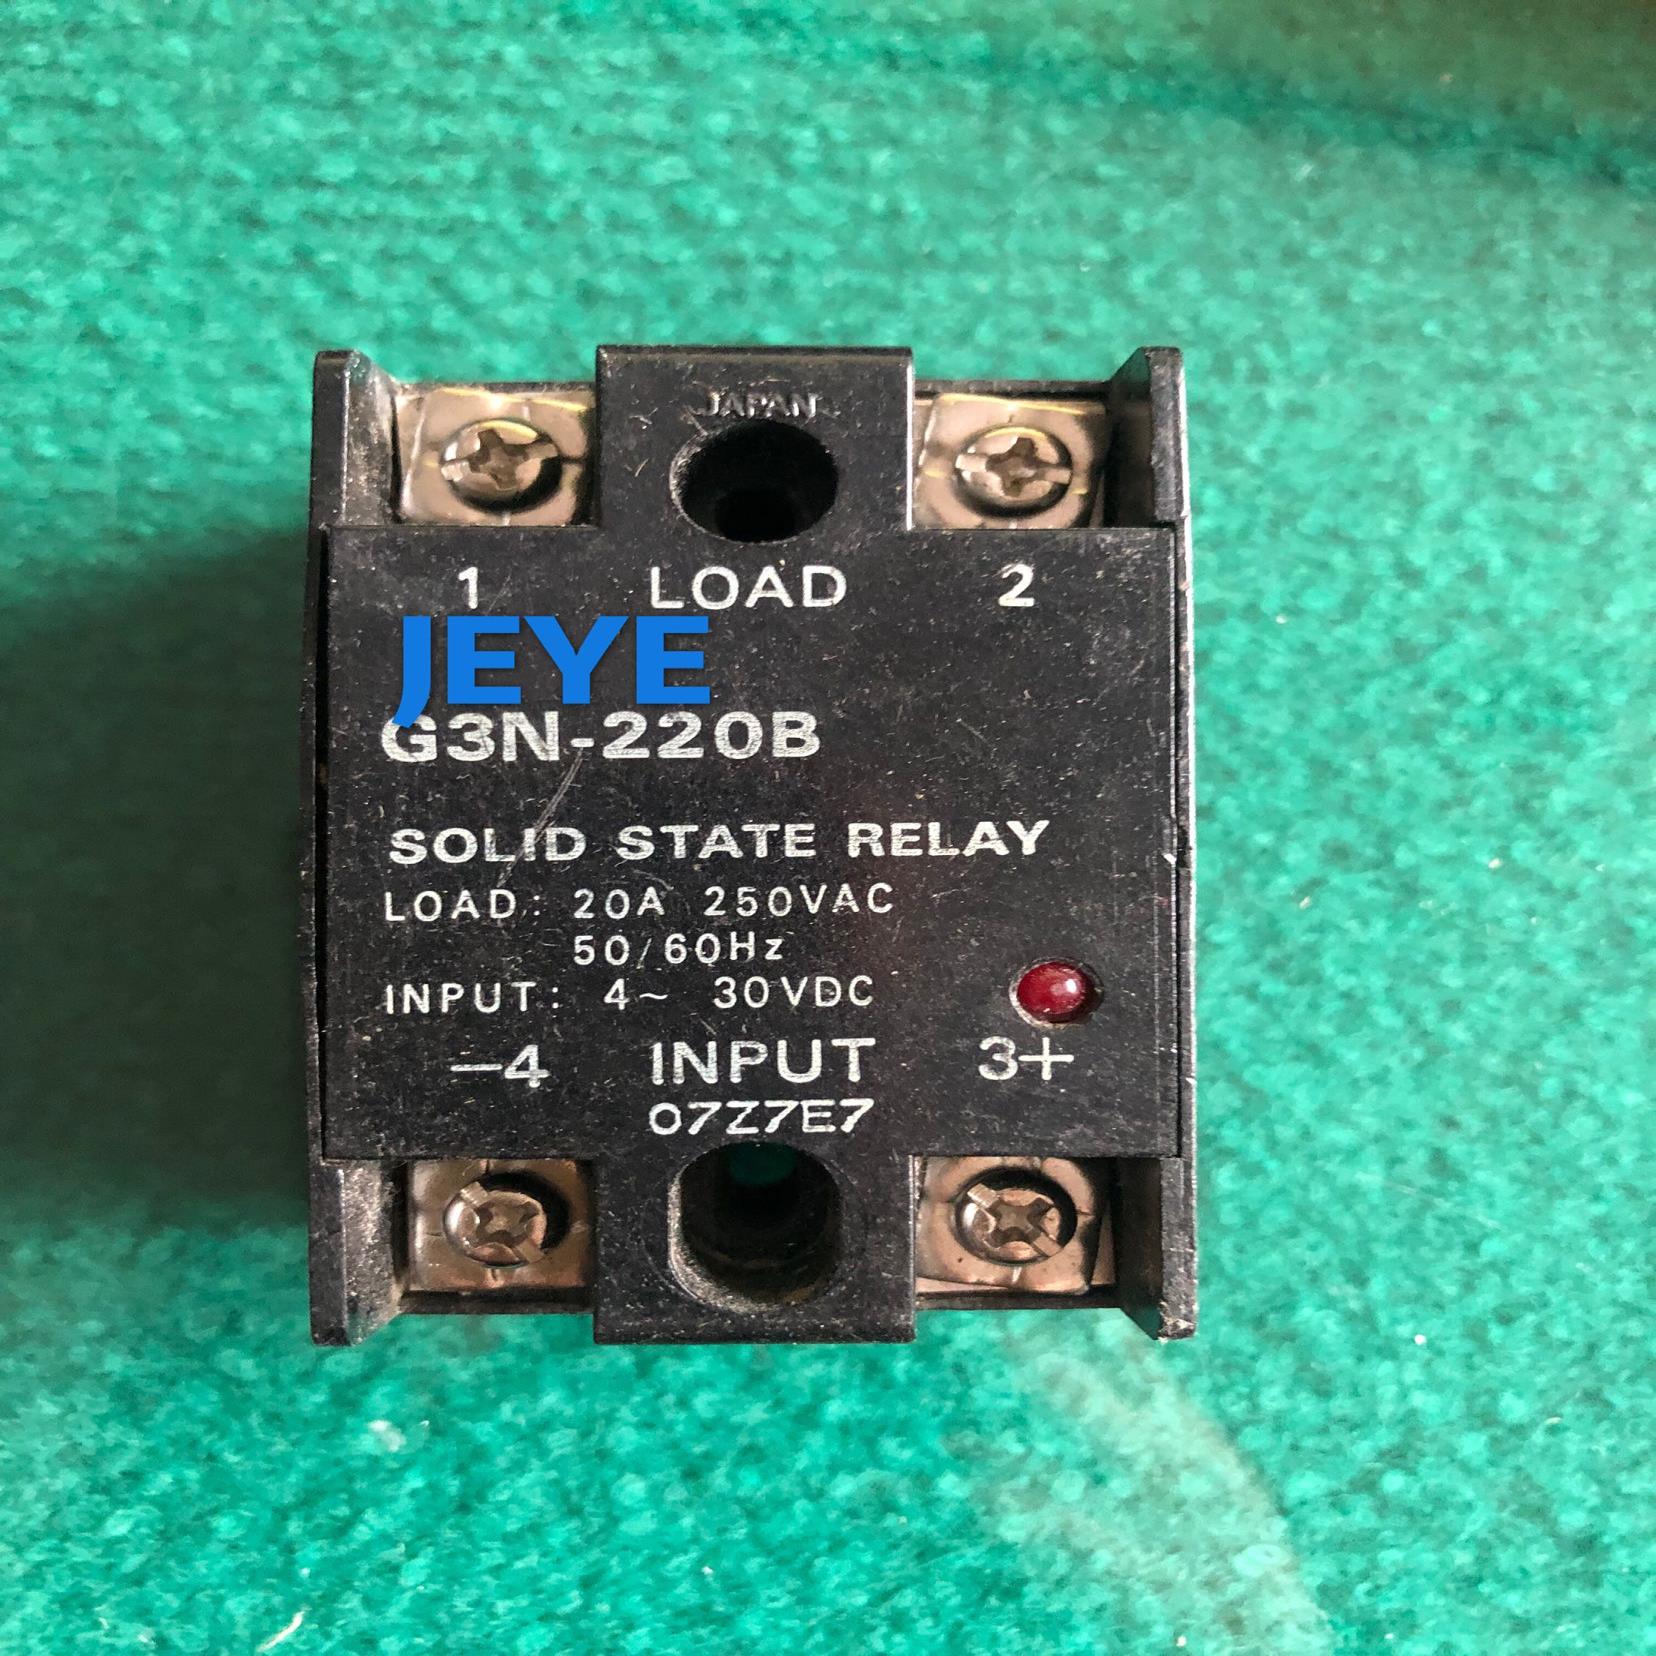 JAPAN
1 LOAD 2
JEYE
G3N-220B
SOLID STATE RELAY
LOAD: 20A 250VAC
50/60Hz
INPUT: 4~ 30VDC
−4 INPUT 3+
07Z7E7